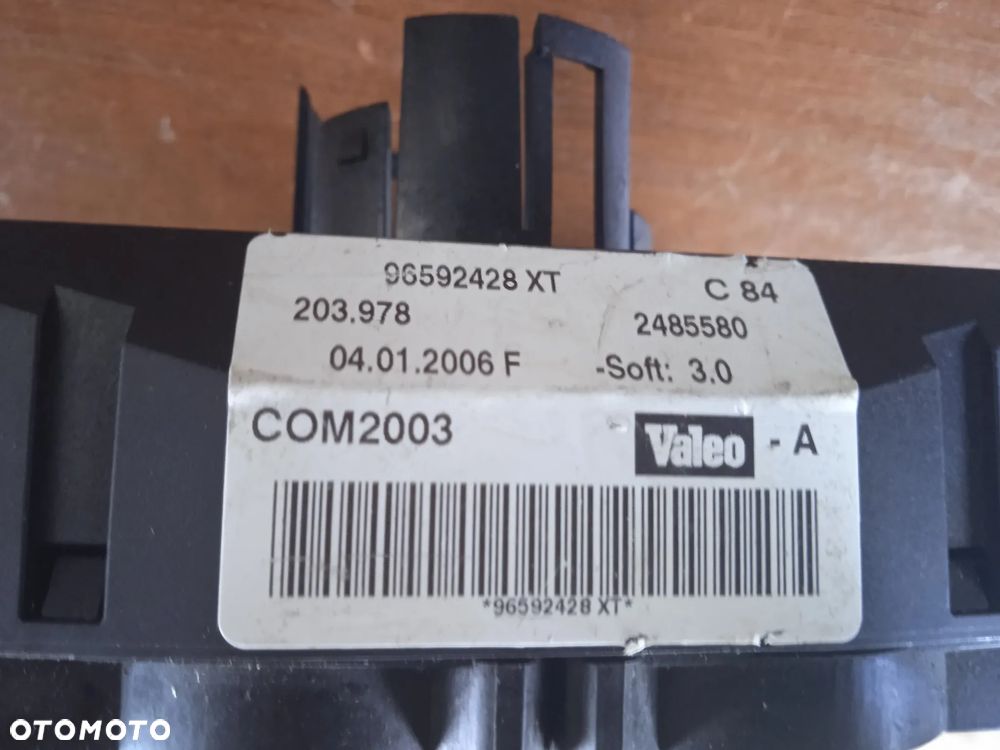 96592428 XT
C 84
203.978
2485580
04.01.2006 F
-Soft: 3.0
COM2003
Valeo - A
*96592428 XT*
OTOMOTO